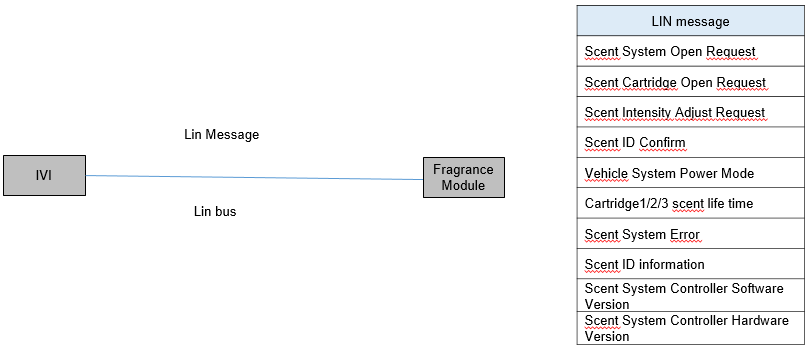 Lin Message
IVI
Fragrance
Module
Lin bus
LIN message
Scent System Open Request
Scent Cartridge Open Request
Scent Intensity Adjust Request
Scent ID Confirm
Vehicle System Power Mode
Cartridge1/2/3 scent life time
Scent System Error
Scent ID information
Scent System Controller Software
Version
Scent System Controller Hardware
Version